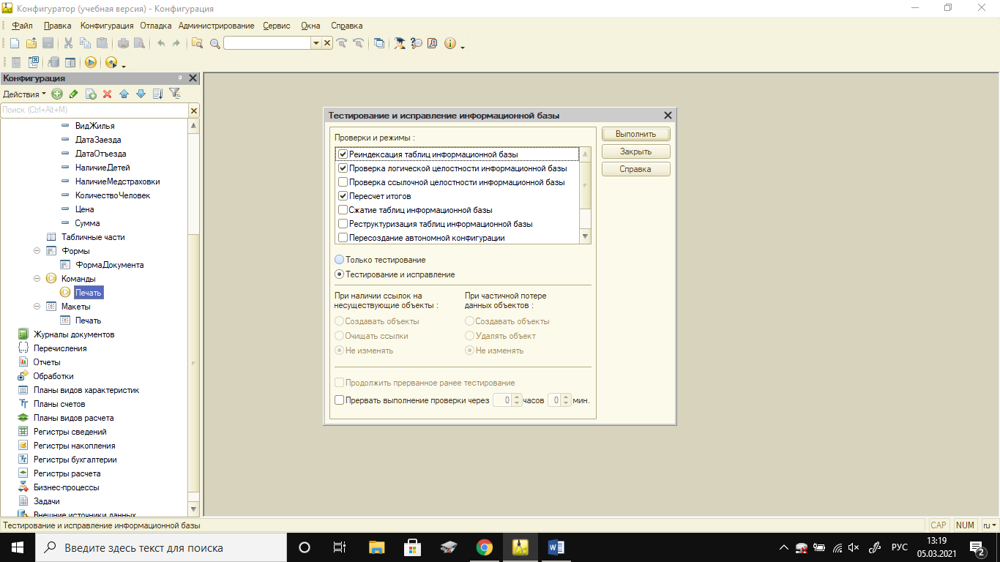 Конфигуратор (учебная версия) - Конфигурация
Файл Правка Конфигурация Отладка Администрирование Сервис Окна Справка
Конфигурация
Действия
Поиск (Ctrl+Alt+M)
ВидЖилья
ДатаЗаезда
ДатаОтъезда
НаличиеДетей
НаличиеМедстраховки
КоличествоЧеловек
Цена
Сумма
Табличные части
Формы
ФормаДокумента
Команды
Печать
Макеты
Печать
Журналы документов
Перечисления
Отчеты
Обработки
Планы видов характеристик
Планы счетов
Планы видов расчета
Регистры сведений
Регистры накопления
Регистры бухгалтерии
Регистры расчета
Бизнес-процессы
Задачи
Внешние источники данных
Тестирование и исправление информационной базы
Проверки и режимы :
Реиндексация таблиц информационной базы
Проверка логической целостности информационной базы
Проверка ссылочной целостности информационной базы
Пересчет итогов
Сжатие таблиц информационной базы
Реструктуризация таблиц информационной базы
Пересоздание автономной конфигурации
Только тестирование
Тестирование и исправление
При наличии ссылок на
несуществующие объекты :
Создавать объекты
Очищать ссылки
Не изменять
При частичной потере
данных объектов :
Создавать объекты
Удалять объект
Не изменять
Продолжить прерванное ранее тестирование
Прервать выполнение проверки через 0 часов 0 мин.
Выполнить
Закрыть
Справка
Тестирование и исправление информационной базы
CAP NUM ru
Введите здесь текст для поиска
РУС
13:19
05.03.2021
2